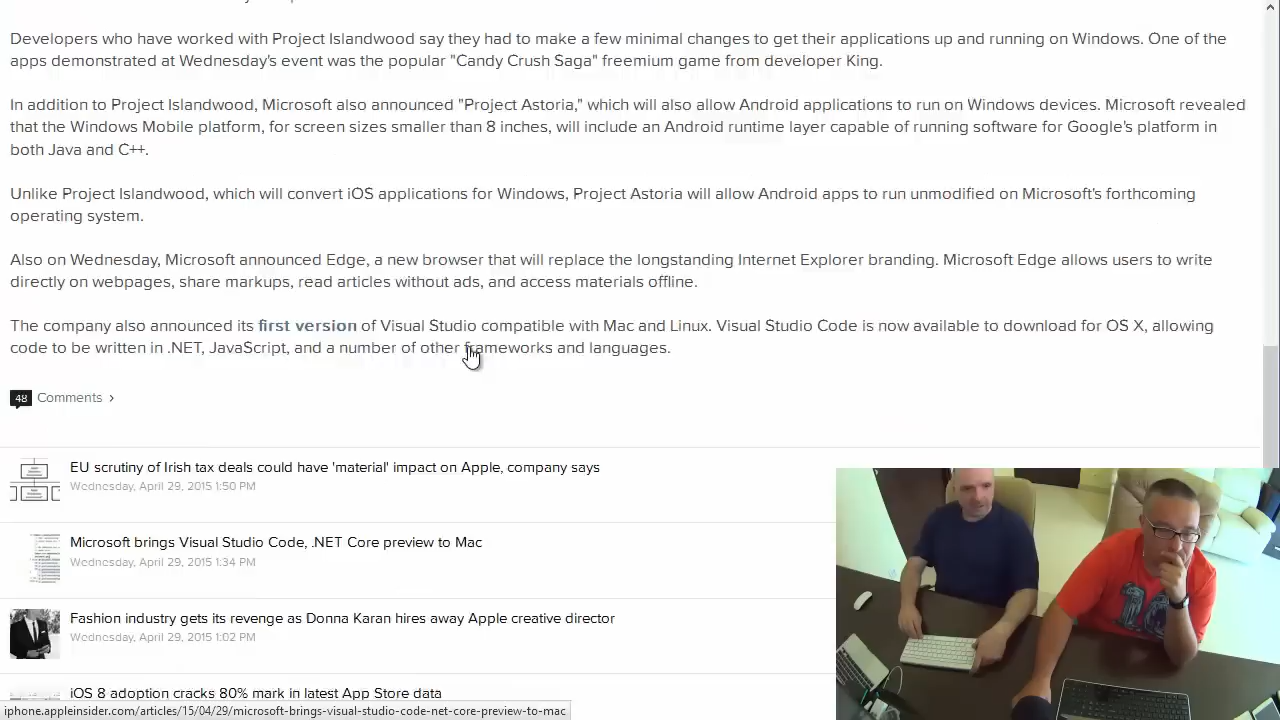 Developers who have worked with Project Islandwood say they had to make a few minimal changes to get their applications up and running on Windows. One of the
apps demonstrated at Wednesday's event was the popular "Candy Crush Saga" freemium game from developer King.
In addition to Project Islandwood, Microsoft also announced "Project Astoria," which will also allow Android applications to run on Windows devices. Microsoft revealed
that the Windows Mobile platform, for screen sizes smaller than 8 inches, will include an Android runtime layer capable of running software for Google's platform in
both Java and C++.
Unlike Project Islandwood, which will convert iOS applications for Windows, Project Astoria will allow Android apps to run unmodified on Microsoft's forthcoming
operating system.
Also on Wednesday, Microsoft announced Edge, a new browser that will replace the longstanding Internet Explorer branding. Microsoft Edge allows users to write
directly on webpages, share markups, read articles without ads, and access materials offline.
The company also announced its first version of Visual Studio compatible with Mac and Linux. Visual Studio Code is now available to download for OS X, allowing
code to be written in .NET, JavaScript, and a number of other frameworks and languages.
48 Comments ›
EU scrutiny of Irish tax deals could have 'material' impact on Apple, company says
Wednesday, April 29, 2015 1:50 PM
Microsoft brings Visual Studio Code, .NET Core preview to Mac
Wednesday, April 29, 2015 1:34 PM
Fashion industry gets its revenge as Donna Karan hires away Apple creative director
Wednesday, April 29, 2015 1:02 PM
iOS 8 adoption cracks 80% mark in latest App Store data
iphone.appleinsider.com/articles/15/04/29/microsoft-brings-visual-studio-code-net-core-preview-to-mac